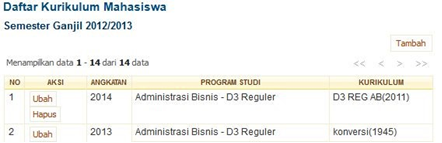 Daftar Kurikulum Mahasiswa
Semester Ganjil 2012/2013
Tambah
Menampilkan data 1 - 14 dari 14 data << < > >>
NO AKSI ANGKATAN PROGRAM STUDI KURIKULUM
1 Ubah 2014 Administrasi Bisnis - D3 Reguler D3 REG AB(2011)
Hapus
2 Ubah 2013 Administrasi Bisnis - D3 Reguler konversi(1945)